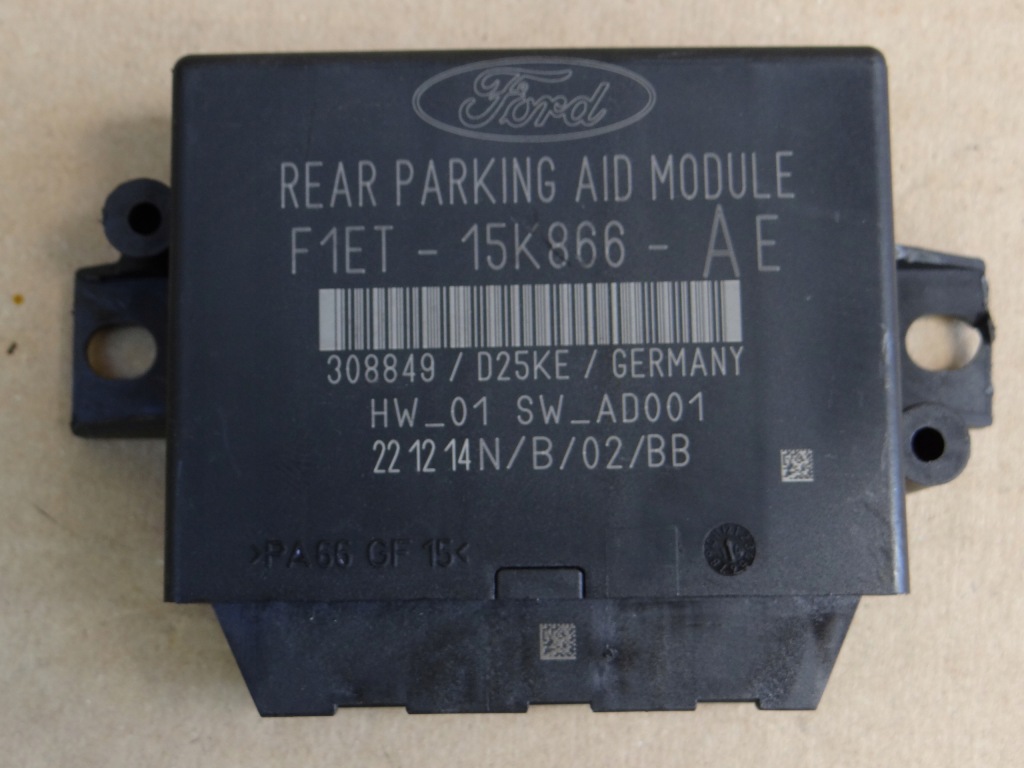 Ford
REAR PARKING AID MODULE
F1ET - 15K866 - AE
308849 / D25KE / GERMANY
HW_01 SW_AD001
22 12 14 N/B/02/BB
>PA66 GF 15<